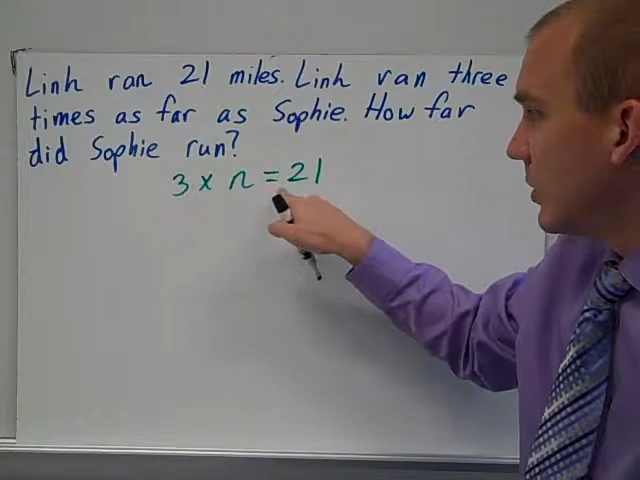 Linh ran 21 miles. Linh ran three
times as far as Sophie. How far
did Sophie run?
3 x n = 21